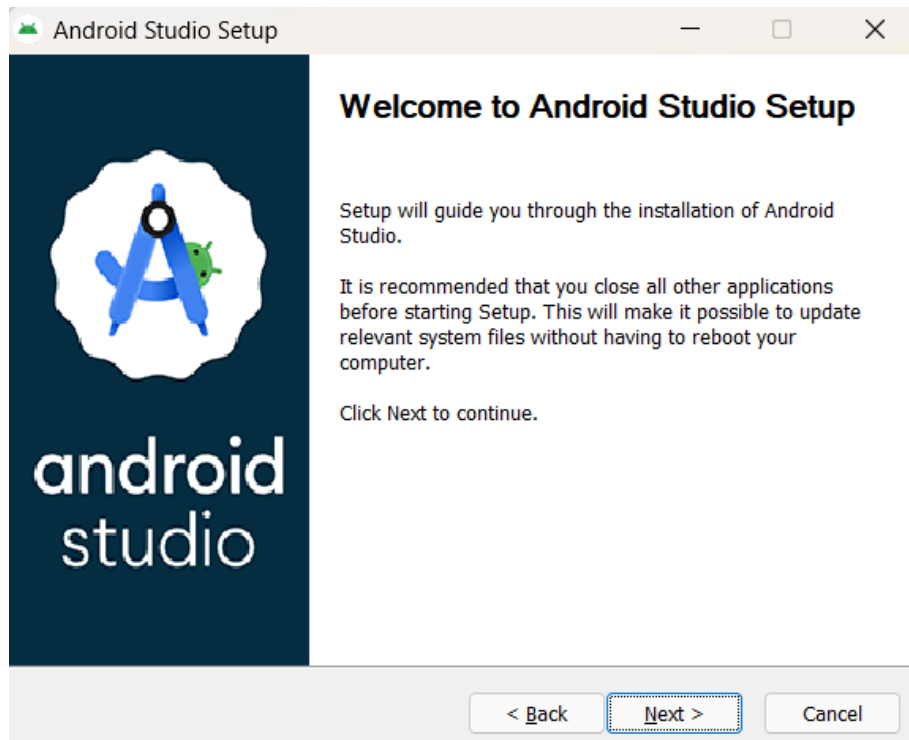 Android Studio Setup
Welcome to Android Studio Setup
Setup will guide you through the installation of Android
Studio.
It is recommended that you close all other applications
before starting Setup. This will make it possible to update
relevant system files without having to reboot your
computer.
Click Next to continue.
android
studio
< Back
Next >
Cancel